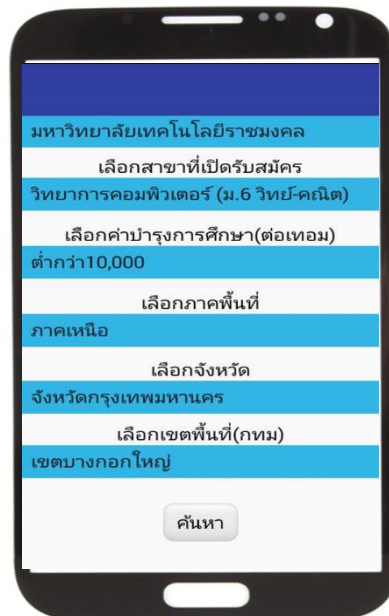 มหาวิทยาลัยเทคโนโลยีราชมงคล
เลือกสาขาที่เปิดรับสมัคร
วิทยาการคอมพิวเตอร์ (ม.6 วิทย์-คณิต)
เลือกค่าบำรุงการศึกษา(ต่อเทอม)
ต่ำกว่า10,000
เลือกภาคพื้นที่
ภาคเหนือ
เลือกจังหวัด
จังหวัดกรุงเทพมหานคร
เลือกเขตพื้นที่(กทม)
เขตบางกอกใหญ่
ค้นหา